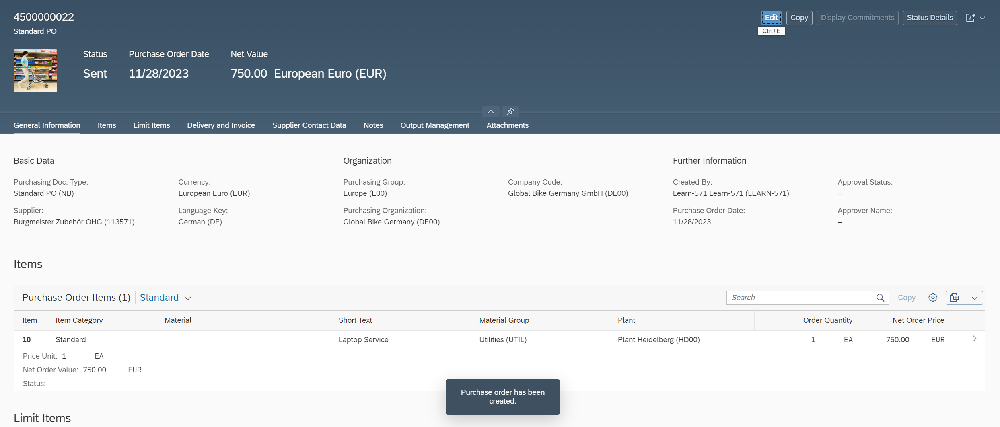 4500000022
Standard PO
Edit Copy Display Commitments Status Details
Ctrl+E
Status Purchase Order Date Net Value
Sent 11/28/2023 750.00 European Euro (EUR)
General Information Items Limit Items Delivery and Invoice Supplier Contact Data Notes Output Management Attachments
Basic Data Organization Further Information
Purchasing Doc. Type: Currency: Purchasing Group: Company Code: Created By: Approval Status:
Standard PO (NB) European Euro (EUR) Europe (E00) Global Bike Germany GmbH (DE00) Learn-571 Learn-571 (LEARN-571) –
Supplier: Language Key: Purchasing Organization: Purchase Order Date: Approver Name:
Burgmeister Zubehör OHG (113571) German (DE) Global Bike Germany (DE00) 11/28/2023 –
Items
Purchase Order Items (1) Standard Search Copy
Item Item Category Material Short Text Material Group Plant Order Quantity Net Order Price
10 Standard Laptop Service Utilities (UTIL) Plant Heidelberg (HD00) 1 EA 750.00 EUR
Price Unit: 1 EA
Net Order Value: 750.00 EUR
Status:
Purchase order has been
created.
Limit Items